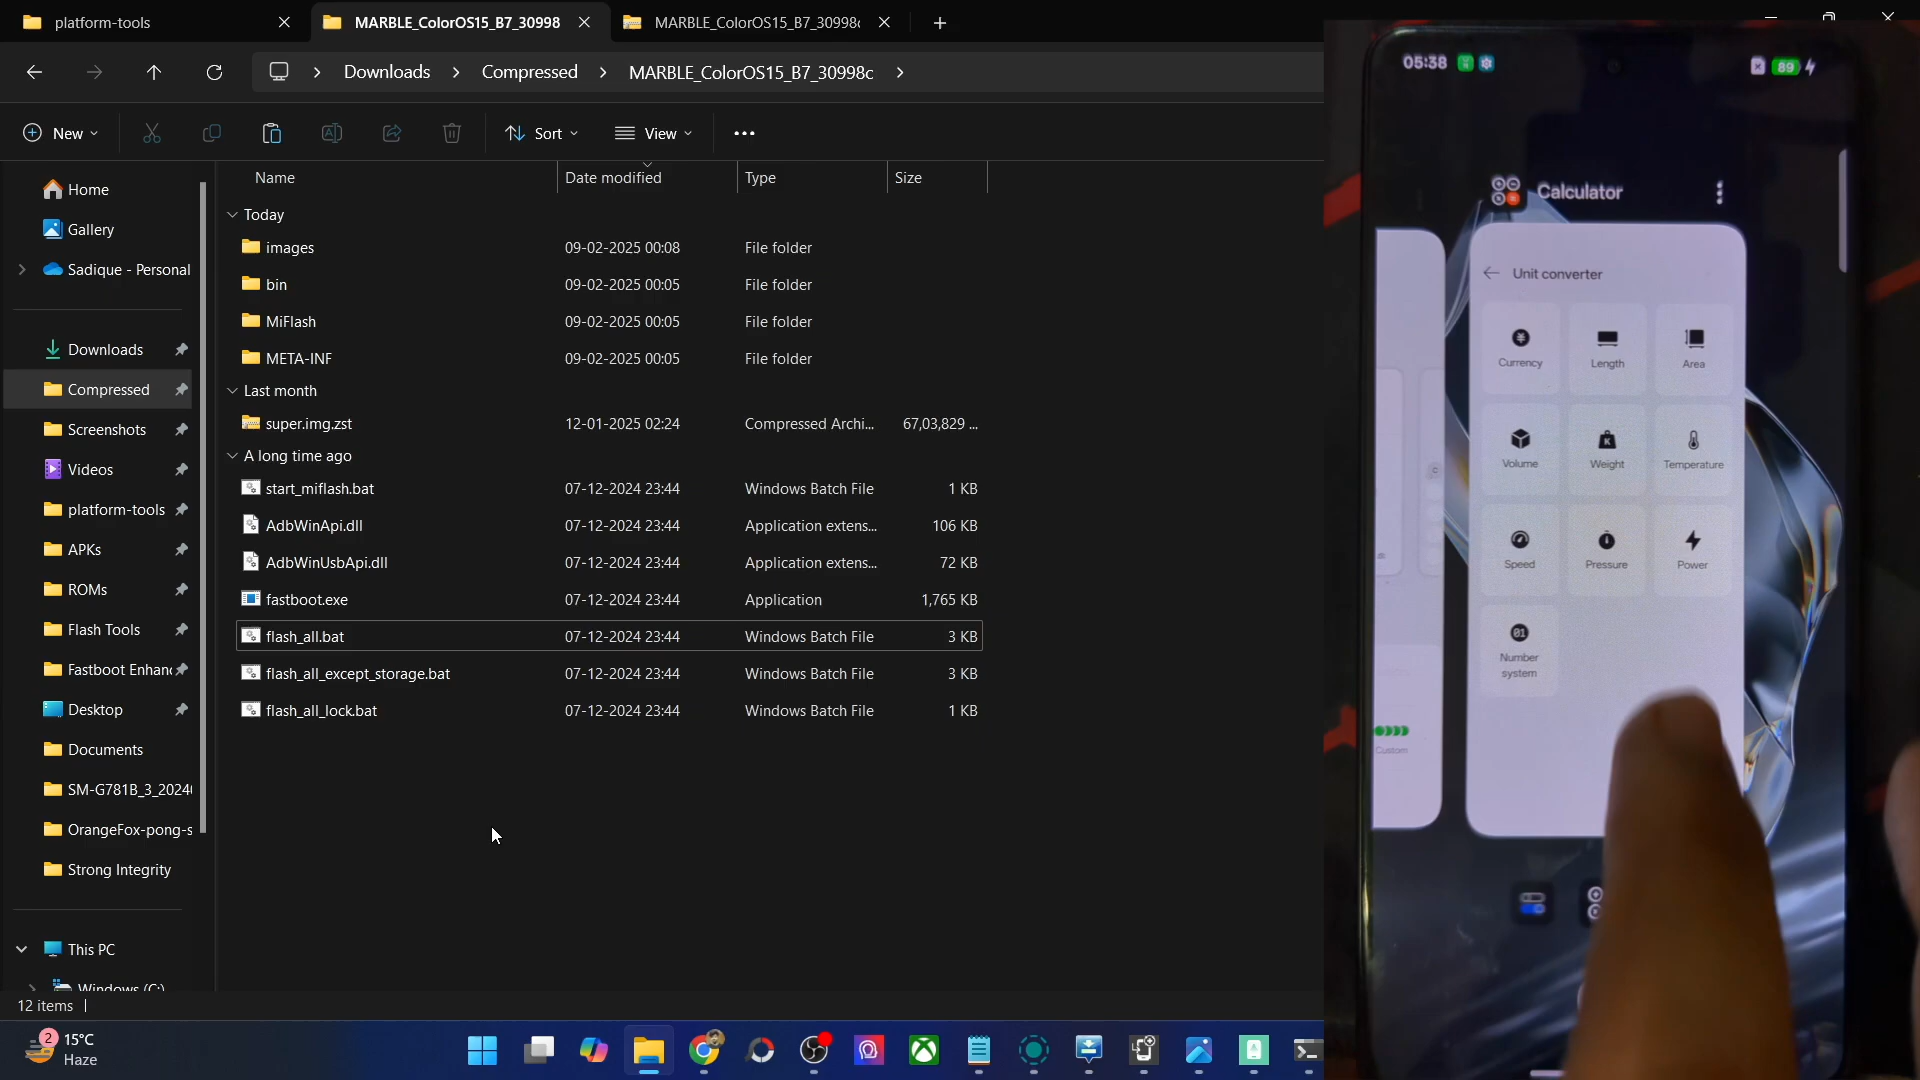 platform-tools
MARBLE_ColorOS15_B7_30998
MARBLE_ColorOS15_B7_30998
Downloads
Compressed
MARBLE_ColorOS15_B7_30998c
New
Sort
View
Home
Gallery
Sadique - Personal
Downloads
Compressed
Screenshots
Videos
platform-tools
APKs
ROMs
Flash Tools
Fastboot Enhanc
Desktop
Documents
SM-G781B_3_2024
OrangeFox-pong-s
Strong Integrity
This PC
Windows (C:)
Name Date modified Type Size
Today
images 09-02-2025 00:08 File folder
bin 09-02-2025 00:05 File folder
MiFlash 09-02-2025 00:05 File folder
META-INF 09-02-2025 00:05 File folder
Last month
super.img.zst 12-01-2025 02:24 Compressed Archi... 67,03,829 ...
A long time ago
start_miflash.bat 07-12-2024 23:44 Windows Batch File 1 KB
AdbWinApi.dll 07-12-2024 23:44 Application extens... 106 KB
AdbWinUsbApi.dll 07-12-2024 23:44 Application extens... 72 KB
fastboot.exe 07-12-2024 23:44 Application 1,765 KB
flash_all.bat 07-12-2024 23:44 Windows Batch File 3 KB
flash_all_except_storage.bat 07-12-2024 23:44 Windows Batch File 3 KB
flash_all_lock.bat 07-12-2024 23:44 Windows Batch File 1 KB
12 items
2
15°C
Haze
05:38
89
Calculator
Unit converter
Currency
Length
Area
Volume
Weight
Temperature
Speed
Pressure
Power
01
Number
system
Custom